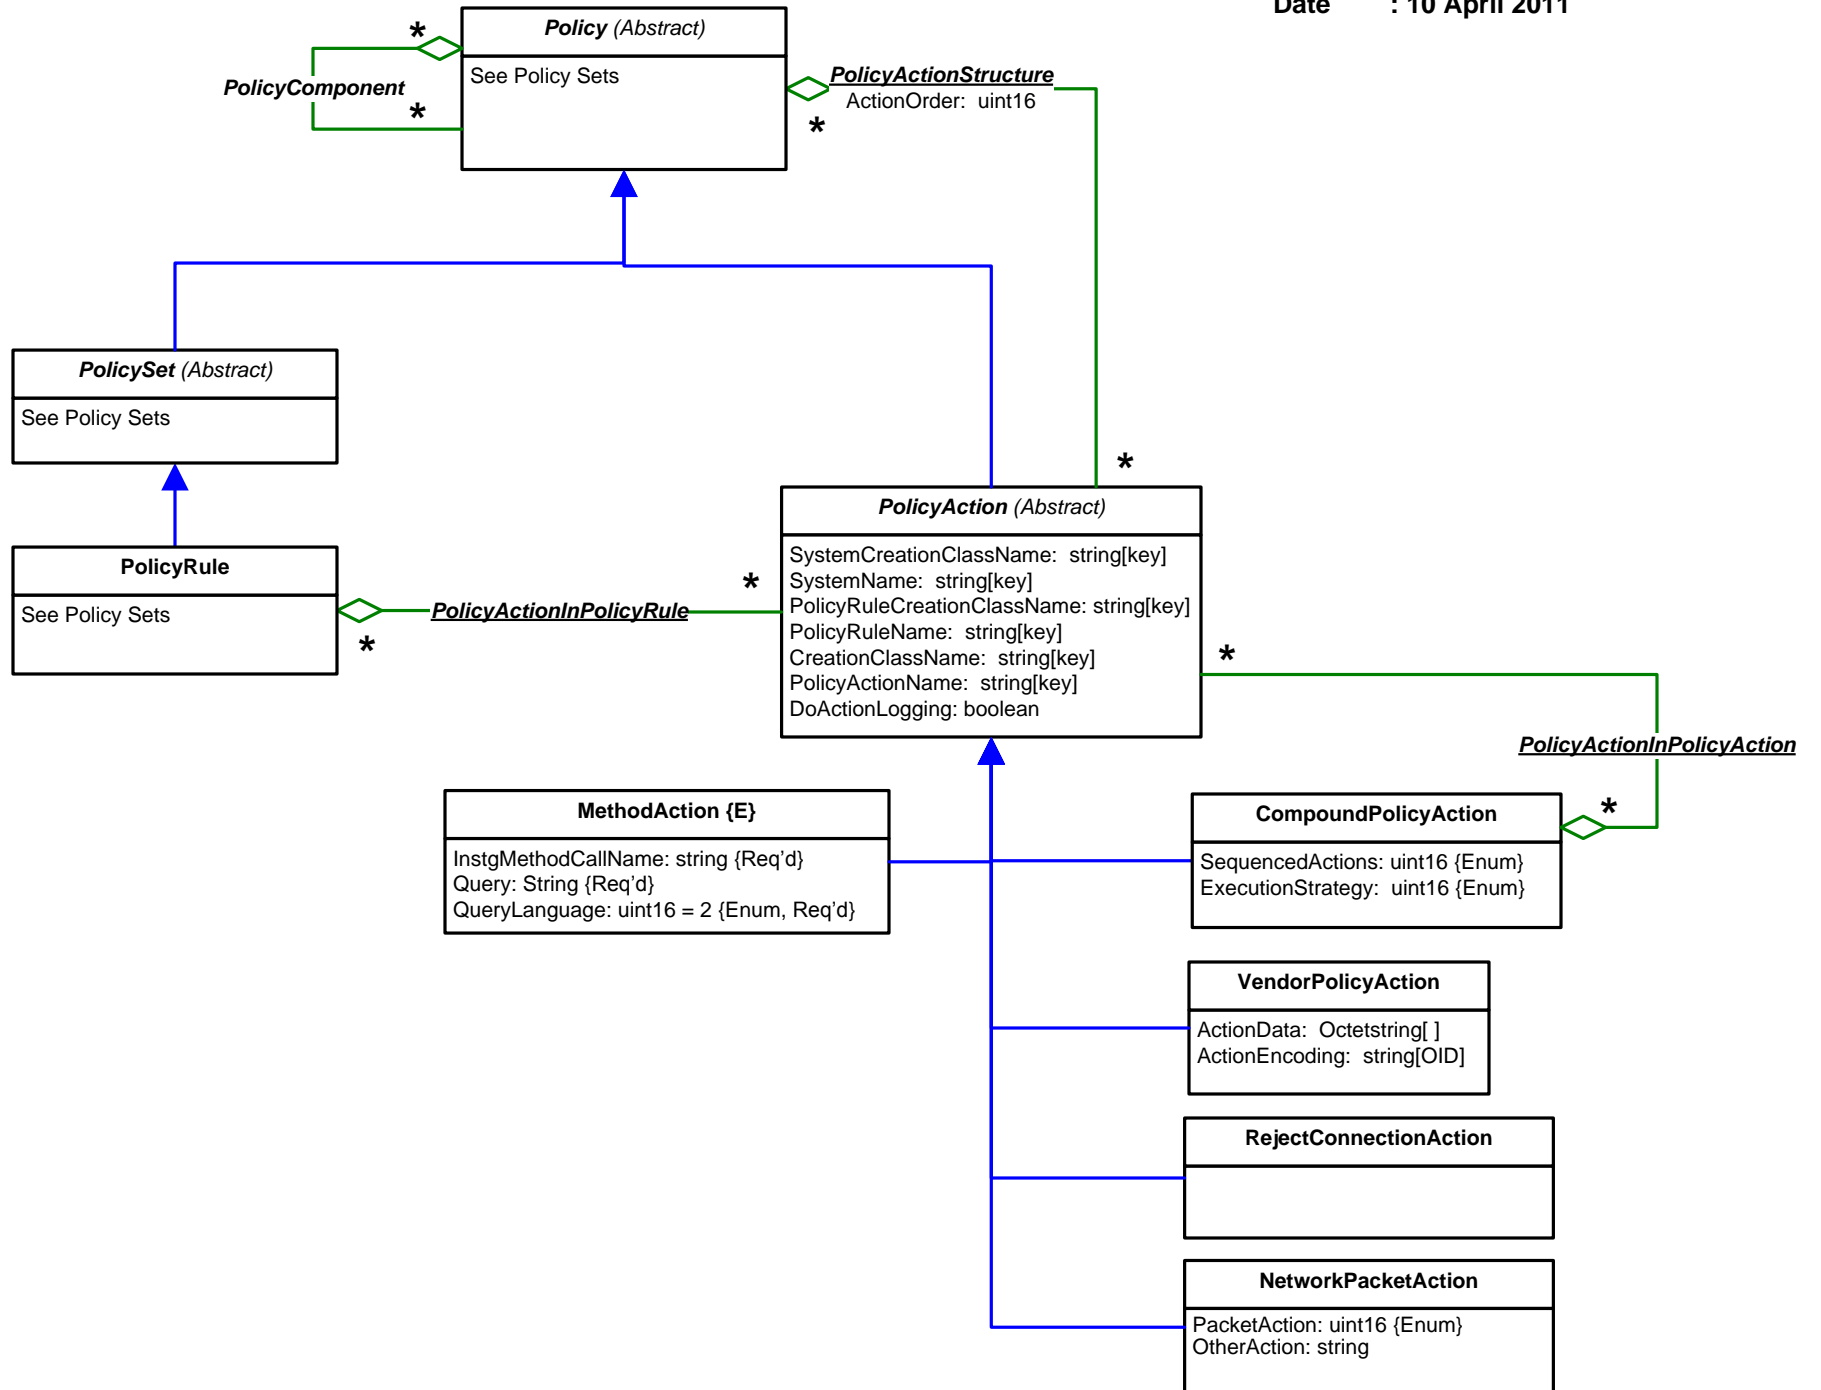 Date : 10 April 2011
*
Policy (Abstract)
See Policy Sets
PolicyComponent
*
PolicyActionStructure
ActionOrder: uint16
*
PolicySet (Abstract)
See Policy Sets
*
PolicyAction (Abstract)
SystemCreationClassName: string[key]
SystemName: string[key]
PolicyRuleCreationClassName: string[key]
PolicyRuleName: string[key]
CreationClassName: string[key]
PolicyActionName: string[key]
DoActionLogging: boolean
PolicyRule
See Policy Sets
*
PolicyActionInPolicyRule
*
*
PolicyActionInPolicyAction
*
MethodAction {E}
InstgMethodCallName: string {Req’d}
Query: String {Req’d}
QueryLanguage: uint16 = 2 {Enum, Req’d}
CompoundPolicyAction
SequencedActions: uint16 {Enum}
ExecutionStrategy: uint16 {Enum}
VendorPolicyAction
ActionData: Octetstring[ ]
ActionEncoding: string[OID]
RejectConnectionAction
NetworkPacketAction
PacketAction: uint16 {Enum}
OtherAction: string